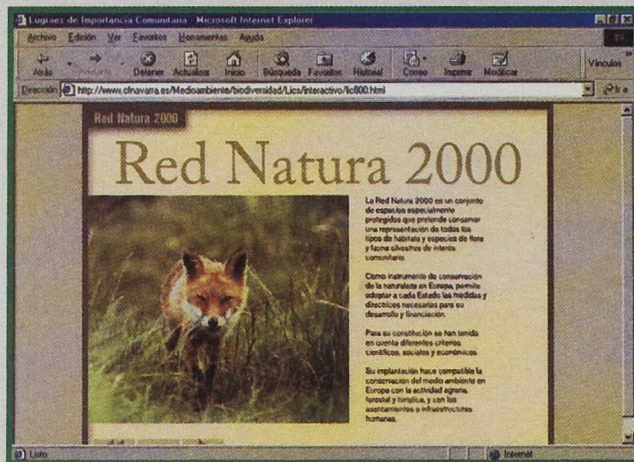 Lugares de Importancia Comunitaria - Microsoft Internet Explorer
Archivo Edición Ver Favoritos Herramientas Ayuda
Atrás Adelante Detener Actualizar Inicio Búsqueda Favoritos Historial Correo Imprimir Modificar Vínculos »
Dirección http://www.cfnavarra.es/Medioambiente/biodiversidad/Lics/interactivo/lic800.html Ir a
Red Natura 2000
Red Natura 2000
La Red Natura 2000 es un conjunto
de espacios especialmente
protegidos que pretende conservar
una representación de todos los
tipos de hábitats y especies de flora
y fauna silvestres de interés
comunitario.
Como instrumento de conservación
de la naturaleza en Europa, permite
adoptar a cada Estado las medidas y
directrices necesarias para su
desarrollo y financiación.
Para su constitución se han tenido
en cuenta diferentes criterios
científicos, sociales y económicos.
Su implantación hace compatible la
conservación del medio ambiente en
Europa con la actividad agraria,
forestal y turística, y con los
asentamientos e infraestructuras
humanas.
Listo Internet